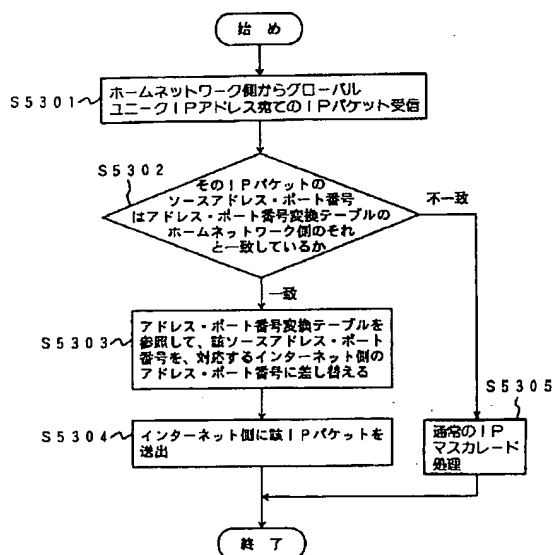 始め
S5301
ホームネットワーク側からグローバル
ユニークIPアドレス宛てのIPパケット受信
S5302
そのIPパケットの
ソースアドレス・ポート番号
はアドレス・ポート番号変換テーブルの
ホームネットワーク側のそれ
と一致しているか
不一致
一致
S5303
アドレス・ポート番号変換テーブルを
参照して、該ソースアドレス・ポート
番号を、対応するインターネット側の
アドレス・ポート番号に差し替える
S5305
通常のIP
マスカレード
処理
S5304
インターネット側に該IPパケットを
送出
終了